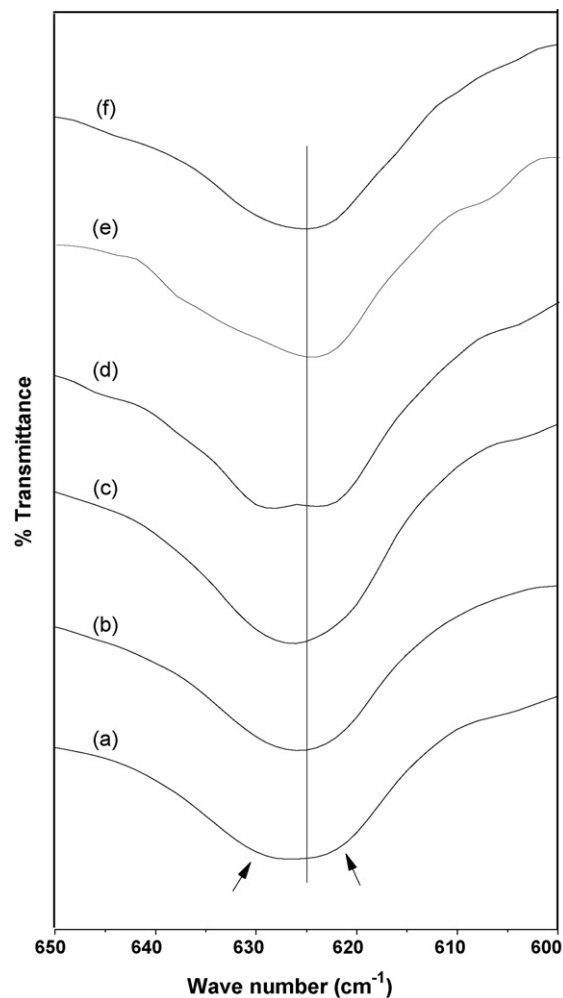 (f)
(e)
(d)
(c)
(b)
(a)
% Transmittance
650 640 630 620 610 600
Wave number (cm⁻¹)